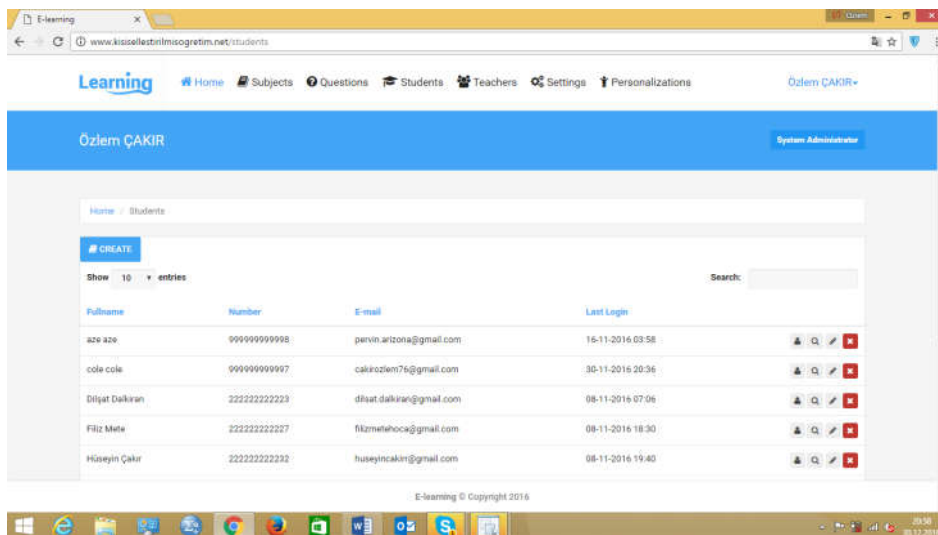 E-learning
www.kisisellestirilmisogretim.net/students
Learning Home Subjects Questions Students Teachers Settings Personalizations Özlem ÇAKIR
Özlem ÇAKIR System Administrator
Home / Students
CREATE
Show 10 entries Search:
Fullname Number E-mail Last Login
aze aze 999999999998 pervin.arizona@gmail.com 16-11-2016 03:58
cole cole 999999999997 cakirozlem76@gmail.com 30-11-2016 20:36
Dilşat Dalkiran 222222222223 dilsat.dalkiran@gmail.com 08-11-2016 07:06
Filiz Mete 222222222227 filizmetehoca@gmail.com 08-11-2016 18:30
Hüseyin Çakır 222222222232 huseyincakirr@gmail.com 08-11-2016 19:40
E-learning © Copyright 2016
20:58